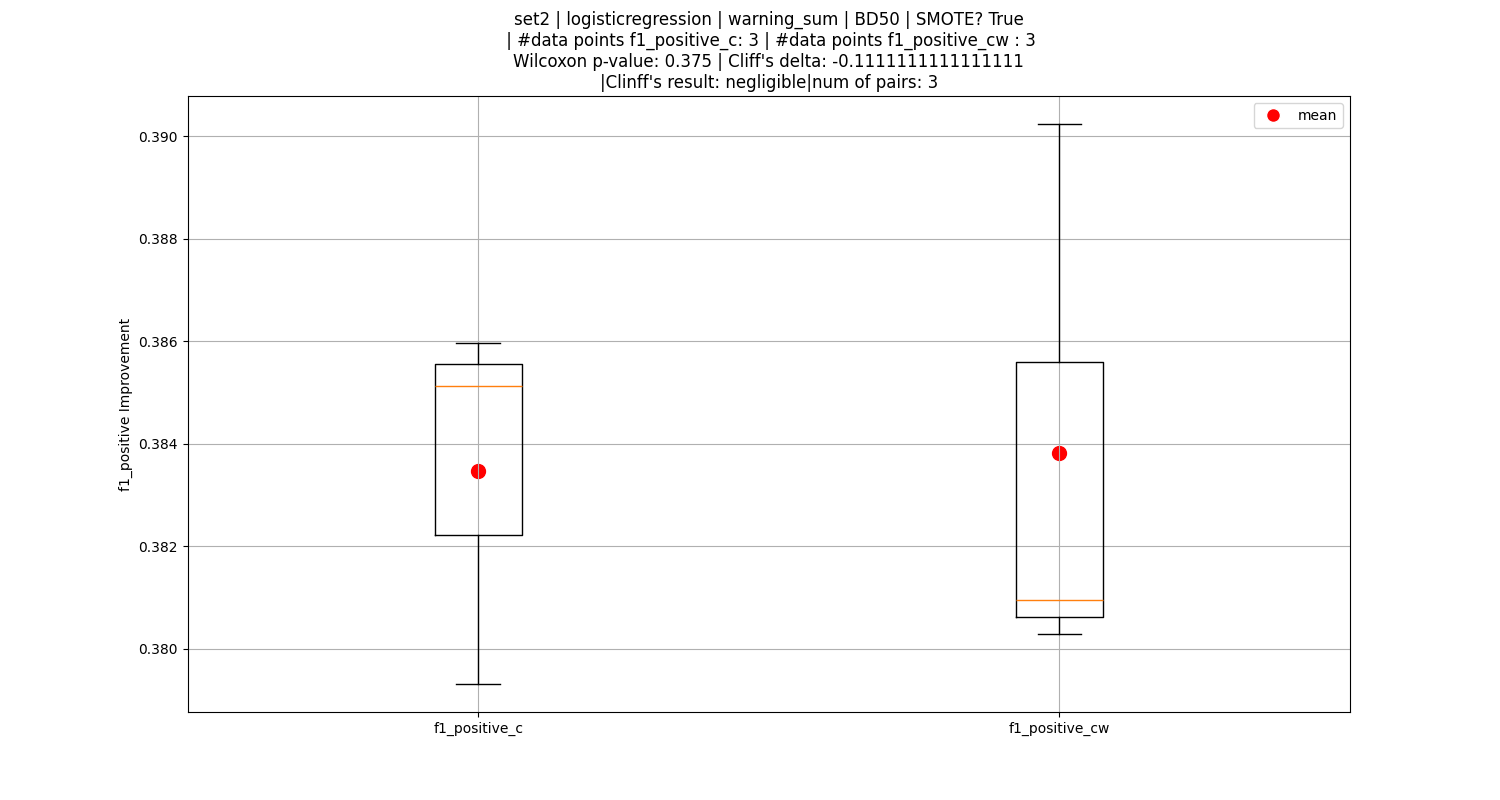 set2 | logisticregression | warning_sum | BD50 | SMOTE? True
| #data points f1_positive_c: 3 | #data points f1_positive_cw : 3
Wilcoxon p-value: 0.375 | Cliff's delta: -0.1111111111111111
|Clinff's result: negligible|num of pairs: 3
mean
0.390
0.388
0.386
0.384
0.382
0.380
f1_positive Improvement
f1_positive_c
f1_positive_cw